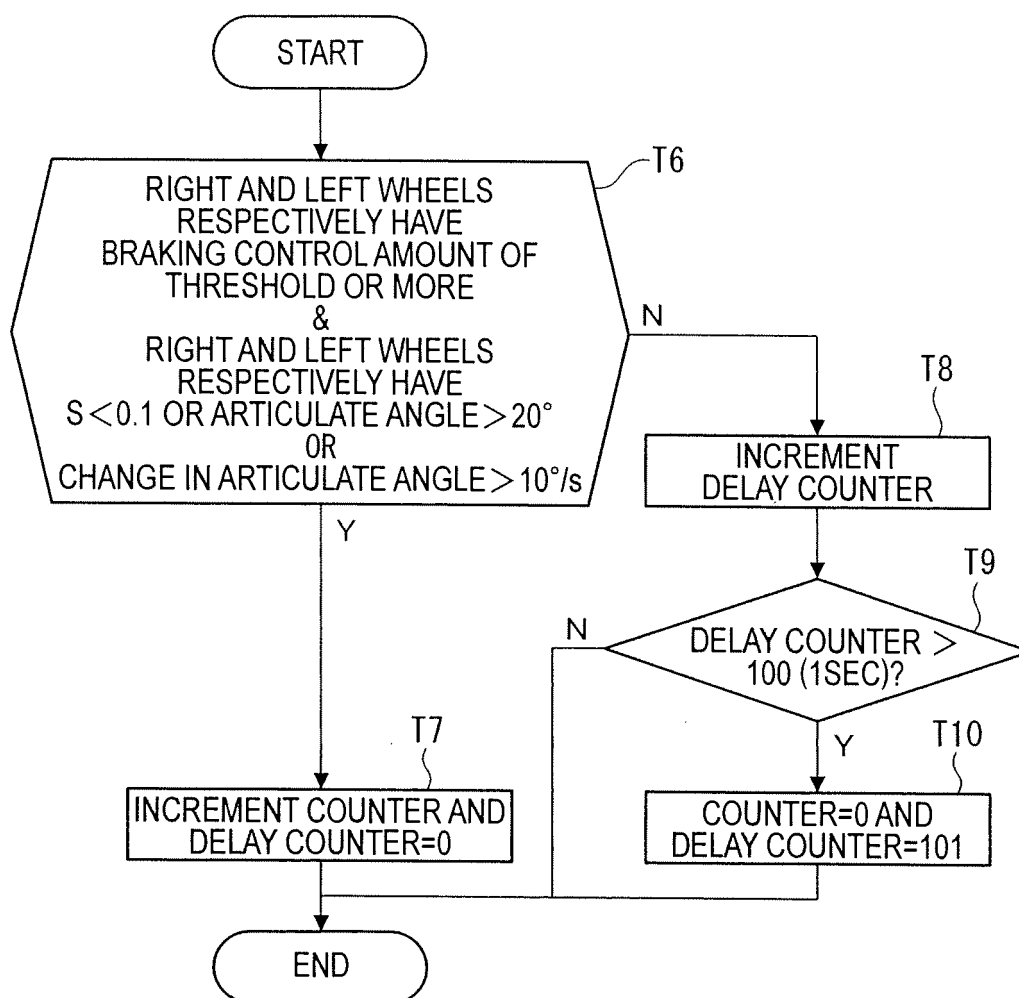 START
T6
RIGHT AND LEFT WHEELS
RESPECTIVELY HAVE
BRAKING CONTROL AMOUNT OF
THRESHOLD OR MORE
&
RIGHT AND LEFT WHEELS
RESPECTIVELY HAVE
S<0.1 OR ARTICULATE ANGLE>20°
OR
CHANGE IN ARTICULATE ANGLE>10°/s
N
Y
T8
INCREMENT
DELAY COUNTER
T9
DELAY COUNTER >
100 (1SEC)?
N
Y
T7
INCREMENT COUNTER AND
DELAY COUNTER=0
T10
COUNTER=0 AND
DELAY COUNTER=101
END